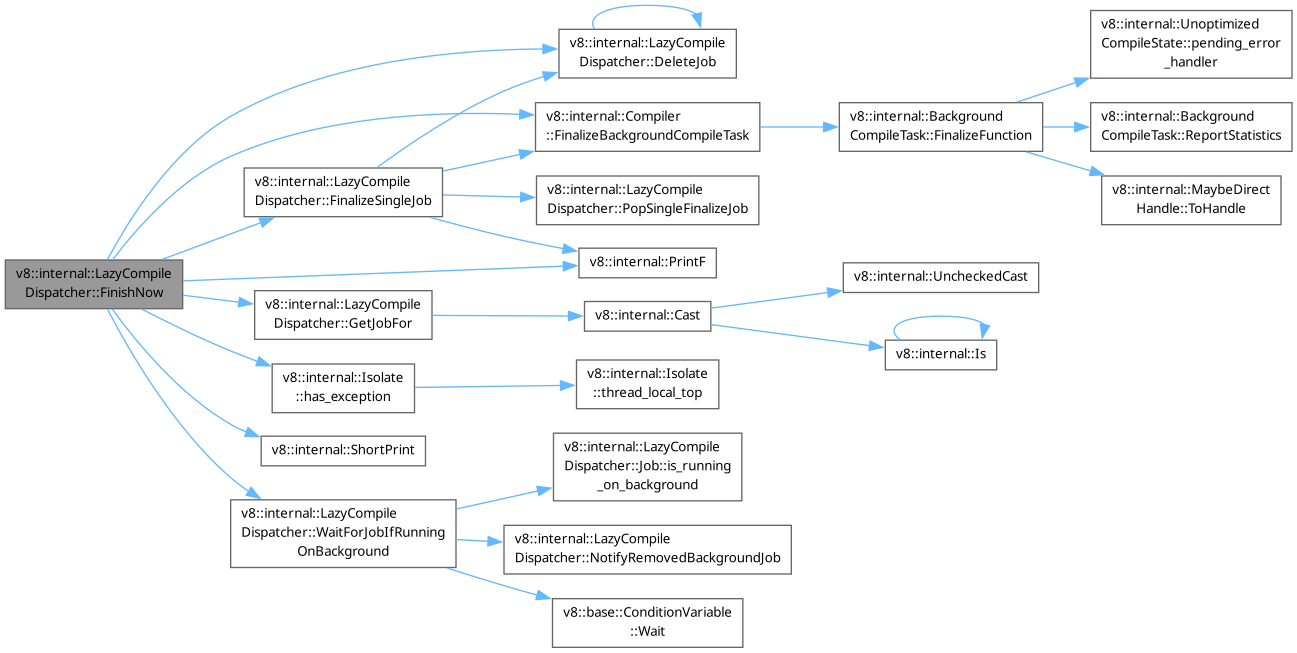 v8::internal::LazyCompile
Dispatcher::FinishNow
v8::internal::LazyCompile
Dispatcher::DeleteJob
v8::internal::Compiler
::FinalizeBackgroundCompileTask
v8::internal::Background
CompileTask::FinalizeFunction
v8::internal::Unoptimized
CompileState::pending_error
_handler
v8::internal::Background
CompileTask::ReportStatistics
v8::internal::MaybeDirect
Handle::ToHandle
v8::internal::LazyCompile
Dispatcher::FinalizeSingleJob
v8::internal::LazyCompile
Dispatcher::PopSingleFinalizeJob
v8::internal::PrintF
v8::internal::LazyCompile
Dispatcher::GetJobFor
v8::internal::Cast
v8::internal::UncheckedCast
v8::internal::Is
v8::internal::Isolate
::has_exception
v8::internal::Isolate
::thread_local_top
v8::internal::ShortPrint
v8::internal::LazyCompile
Dispatcher::WaitForJobIfRunning
OnBackground
v8::internal::LazyCompile
Dispatcher::Job::is_running
_on_background
v8::internal::LazyCompile
Dispatcher::NotifyRemovedBackgroundJob
v8::base::ConditionVariable
::Wait